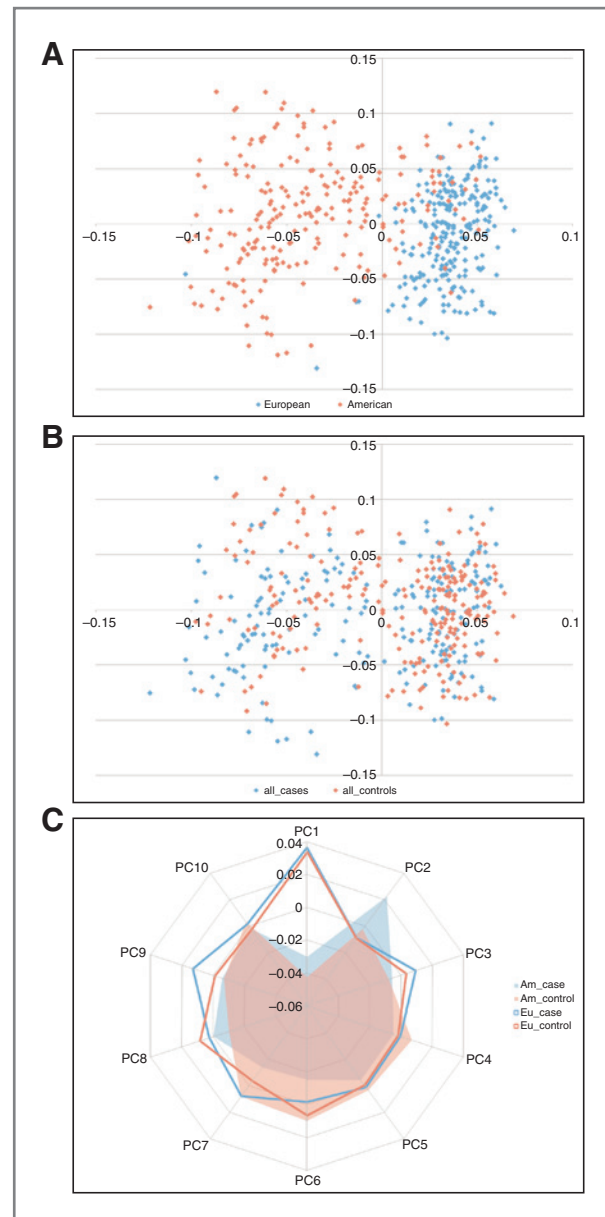 A
0.15
0.1
0.05
0
−0.15
−0.1
−0.05
0
0.05
0.1
−0.05
−0.1
−0.15
European
American
B
0.15
0.1
0.05
0
−0.15
−0.1
−0.05
0
0.05
0.1
−0.05
−0.1
−0.15
all_cases
all_controls
C
PC1
0.04
PC10
PC2
0.02
0
PC9
PC3
−0.02
−0.04
−0.06
Am_case
Am_control
Eu_case
Eu_control
PC8
PC4
PC7
PC5
PC6